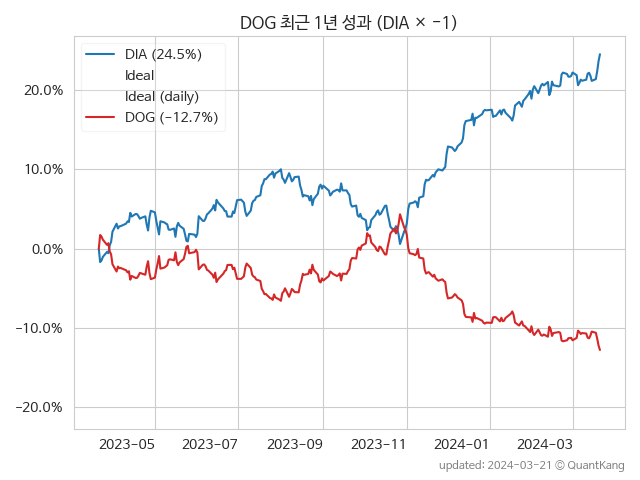 DOG 최근 1년 성과 (DIA × −1)
DIA (24.5%)
Ideal
Ideal (daily)
DOG (−12.7%)
20.0%
10.0%
0.0%
−10.0%
−20.0%
2023-05 2023-07 2023-09 2023-11 2024-01 2024-03
updated: 2024-03-21 © QuantKang